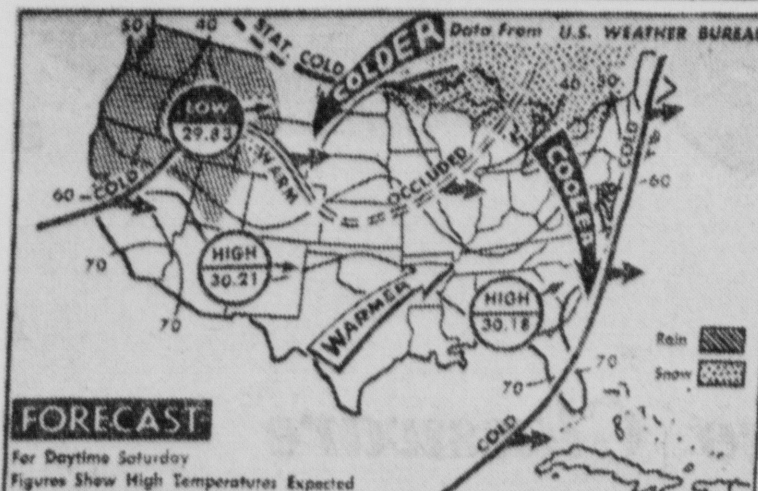 Data From U.S. WEATHER BUREAU
50 40
STAT. COLD
COLDER
LOW
29.83
WARM
OCCLUDED
40 50
COLD
COOLER
60
COLD
60
HIGH
30.21
70
70
WARMER
HIGH
30.18
Rain
Snow
70
70
COLD
FORECAST
For Daytime Saturday
Figures Show High Temperatures Expected